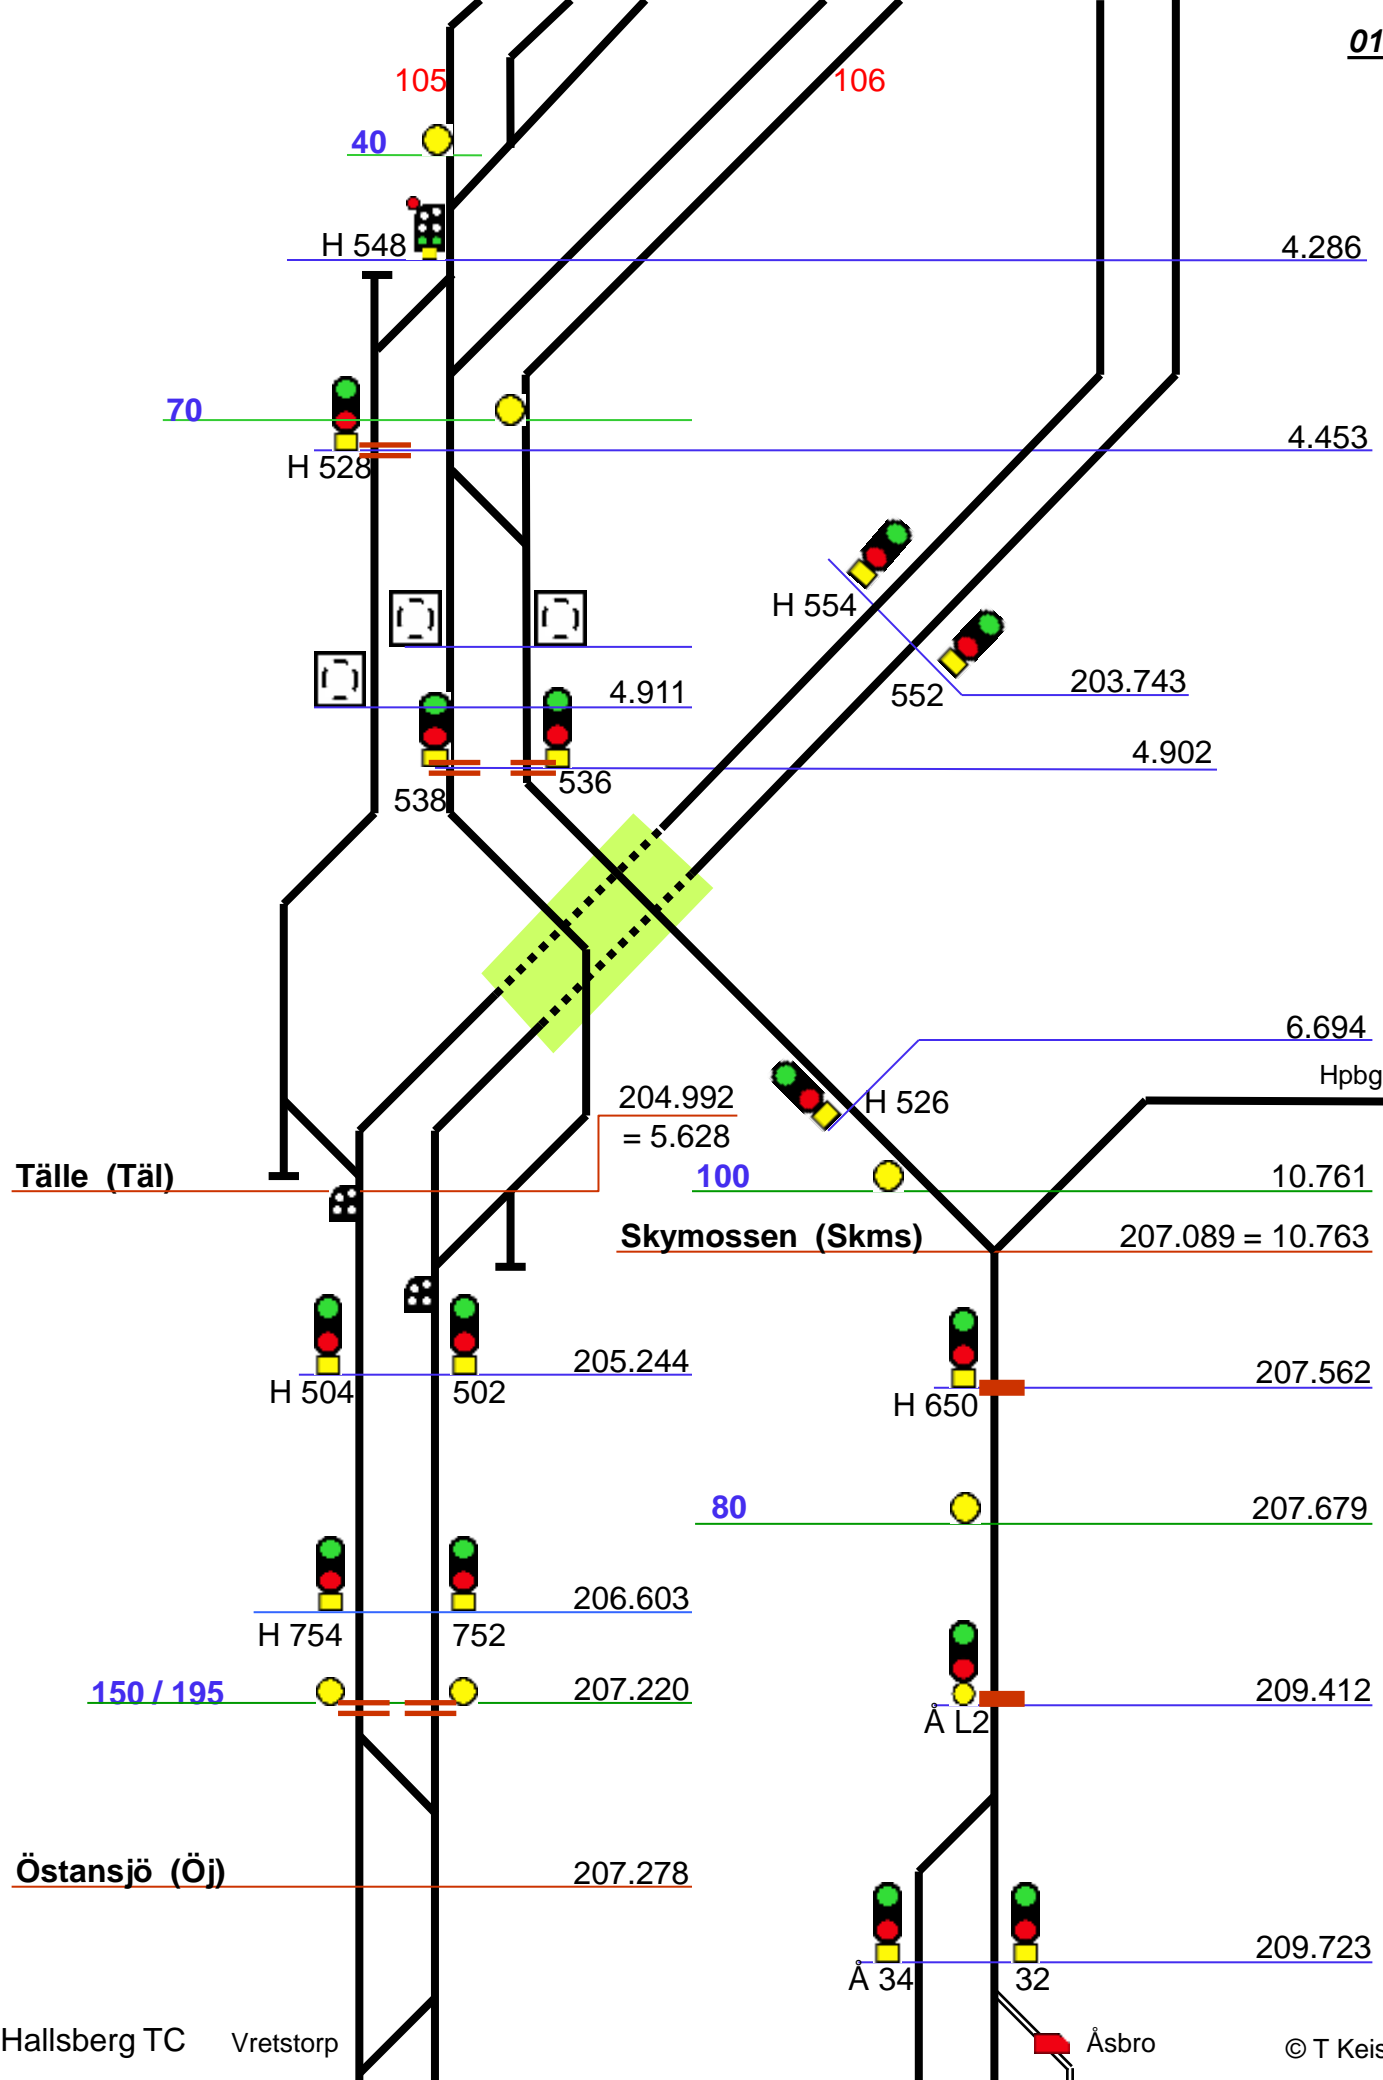 01
105
106
40
H 548
4.286
70
4.453
H 528
H 554
552
203.743
4.911
4.902
536
538
6.694
Hpbg
204.992
H 526
= 5.628
Tälle (Täl)
100
10.761
Skymossen (Skms)
207.089 = 10.763
205.244
207.562
H 504
502
H 650
80
207.679
206.603
H 754
752
150 / 195
207.220
209.412
Å L2
Östansjö (Öj)
207.278
209.723
Å 34
32
Hallsberg TC
Vretstorp
Åsbro
© T Keis